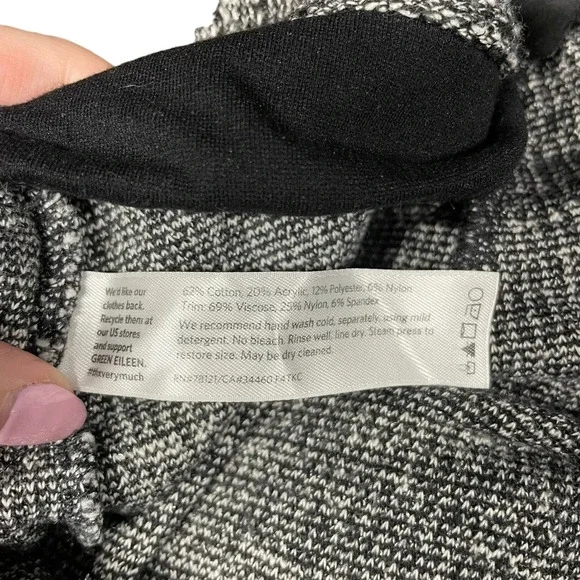 We'd like our
clothes back.
Recycle them at
our US stores
and support
GREEN EILEEN.
#thxverymuch
62% Cotton, 20% Acrylic, 12% Polyester, 6% Nylon
Trim: 69% Viscose, 25% Nylon, 6% Spandex
We recommend hand wash cold, separately, using mild
detergent. No bleach. Rinse well, line dry. Steam press to
restore size. May be dry cleaned.
RN#78121/CA#34460 F4TKC